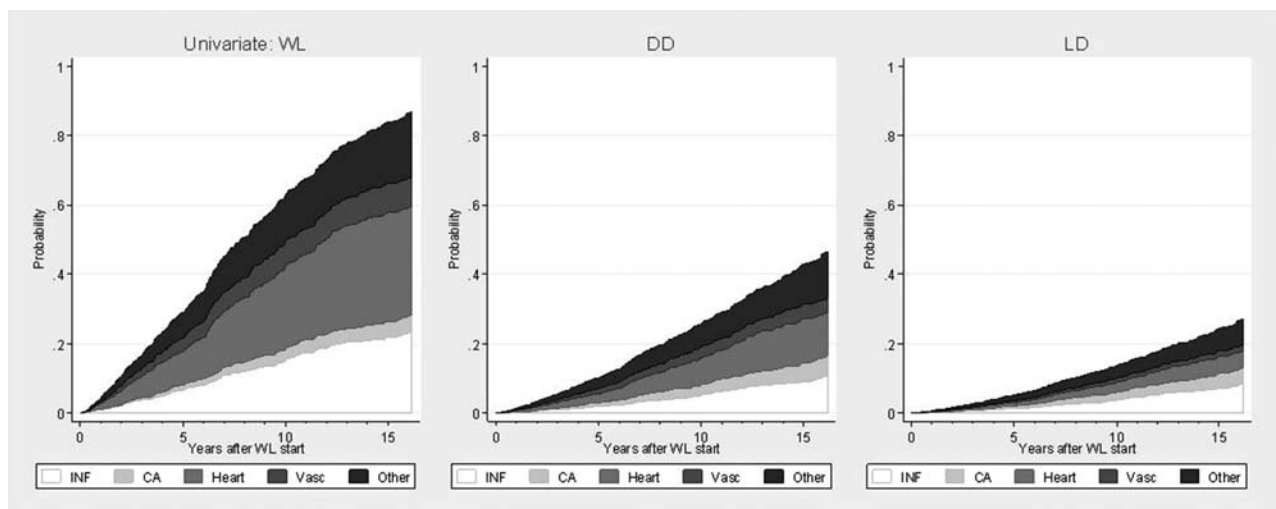 Univariate: WL
1
.8
.6
.4
.2
0
Probability
0 5 10 15
Years after WL start
INF CA Heart Vasc Other
DD
1
.8
.6
.4
.2
0
Probability
0 5 10 15
Years after WL start
INF CA Heart Vasc Other
LD
1
.8
.6
.4
.2
0
Probability
0 5 10 15
Years after WL start
INF CA Heart Vasc Other